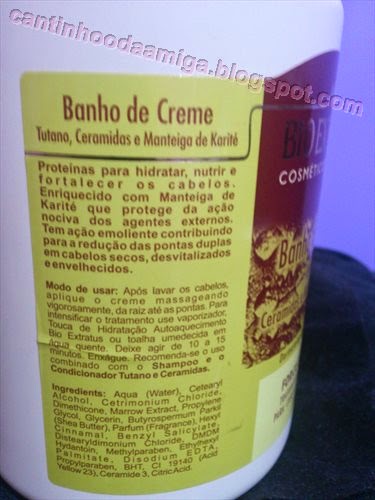 cantinhoodaamiga.blogspot.com
Banho de Creme
Tutano, Ceramidas e Manteiga de Karité
Proteínas para hidratar, nutrir e
fortalecer os cabelos.
Enriquecido com Manteiga de
Karité que protege da ação
nociva dos agentes externos.
Tem ação emoliente contribuindo
para a redução das pontas duplas
em cabelos secos, desvitalizados
e envelhecidos.
Modo de usar: Após lavar os cabelos,
aplique o creme massageando
vigorosamente, da raiz até as pontas. Para
intensificar o tratamento use vaporizador,
Touca de Hidratação Autoaquecimento
Bio Extratus ou toalha umedecida em
água quente. Deixe agir de 10 a 15
minutos. Enxágue. Recomenda-se o uso
combinado com o Shampoo e o
Condicionador Tutano e Ceramidas.
Ingredients: Aqua (Water), Cetearyl
Alcohol, Cetrimonium Chloride,
Dimethicone, Marrow Extract, Propylene
Glycol, Glycerin, Butyrospermum Parkii
(Shea Butter), Parfum (Fragrance), Hexyl
Cinnamal, Benzyl Salicylate,
Distearyldimonium Chloride, DMDM
Hydantoin, Methylparaben, Ethylhexyl
Palmitate, Disodium EDTA,
Propylparaben, BHT, CI 19140 (Acid
Yellow 23), Ceramide 3, Citric Acid.
BIO E
COSMÉTIC
Banh
Ceramidas